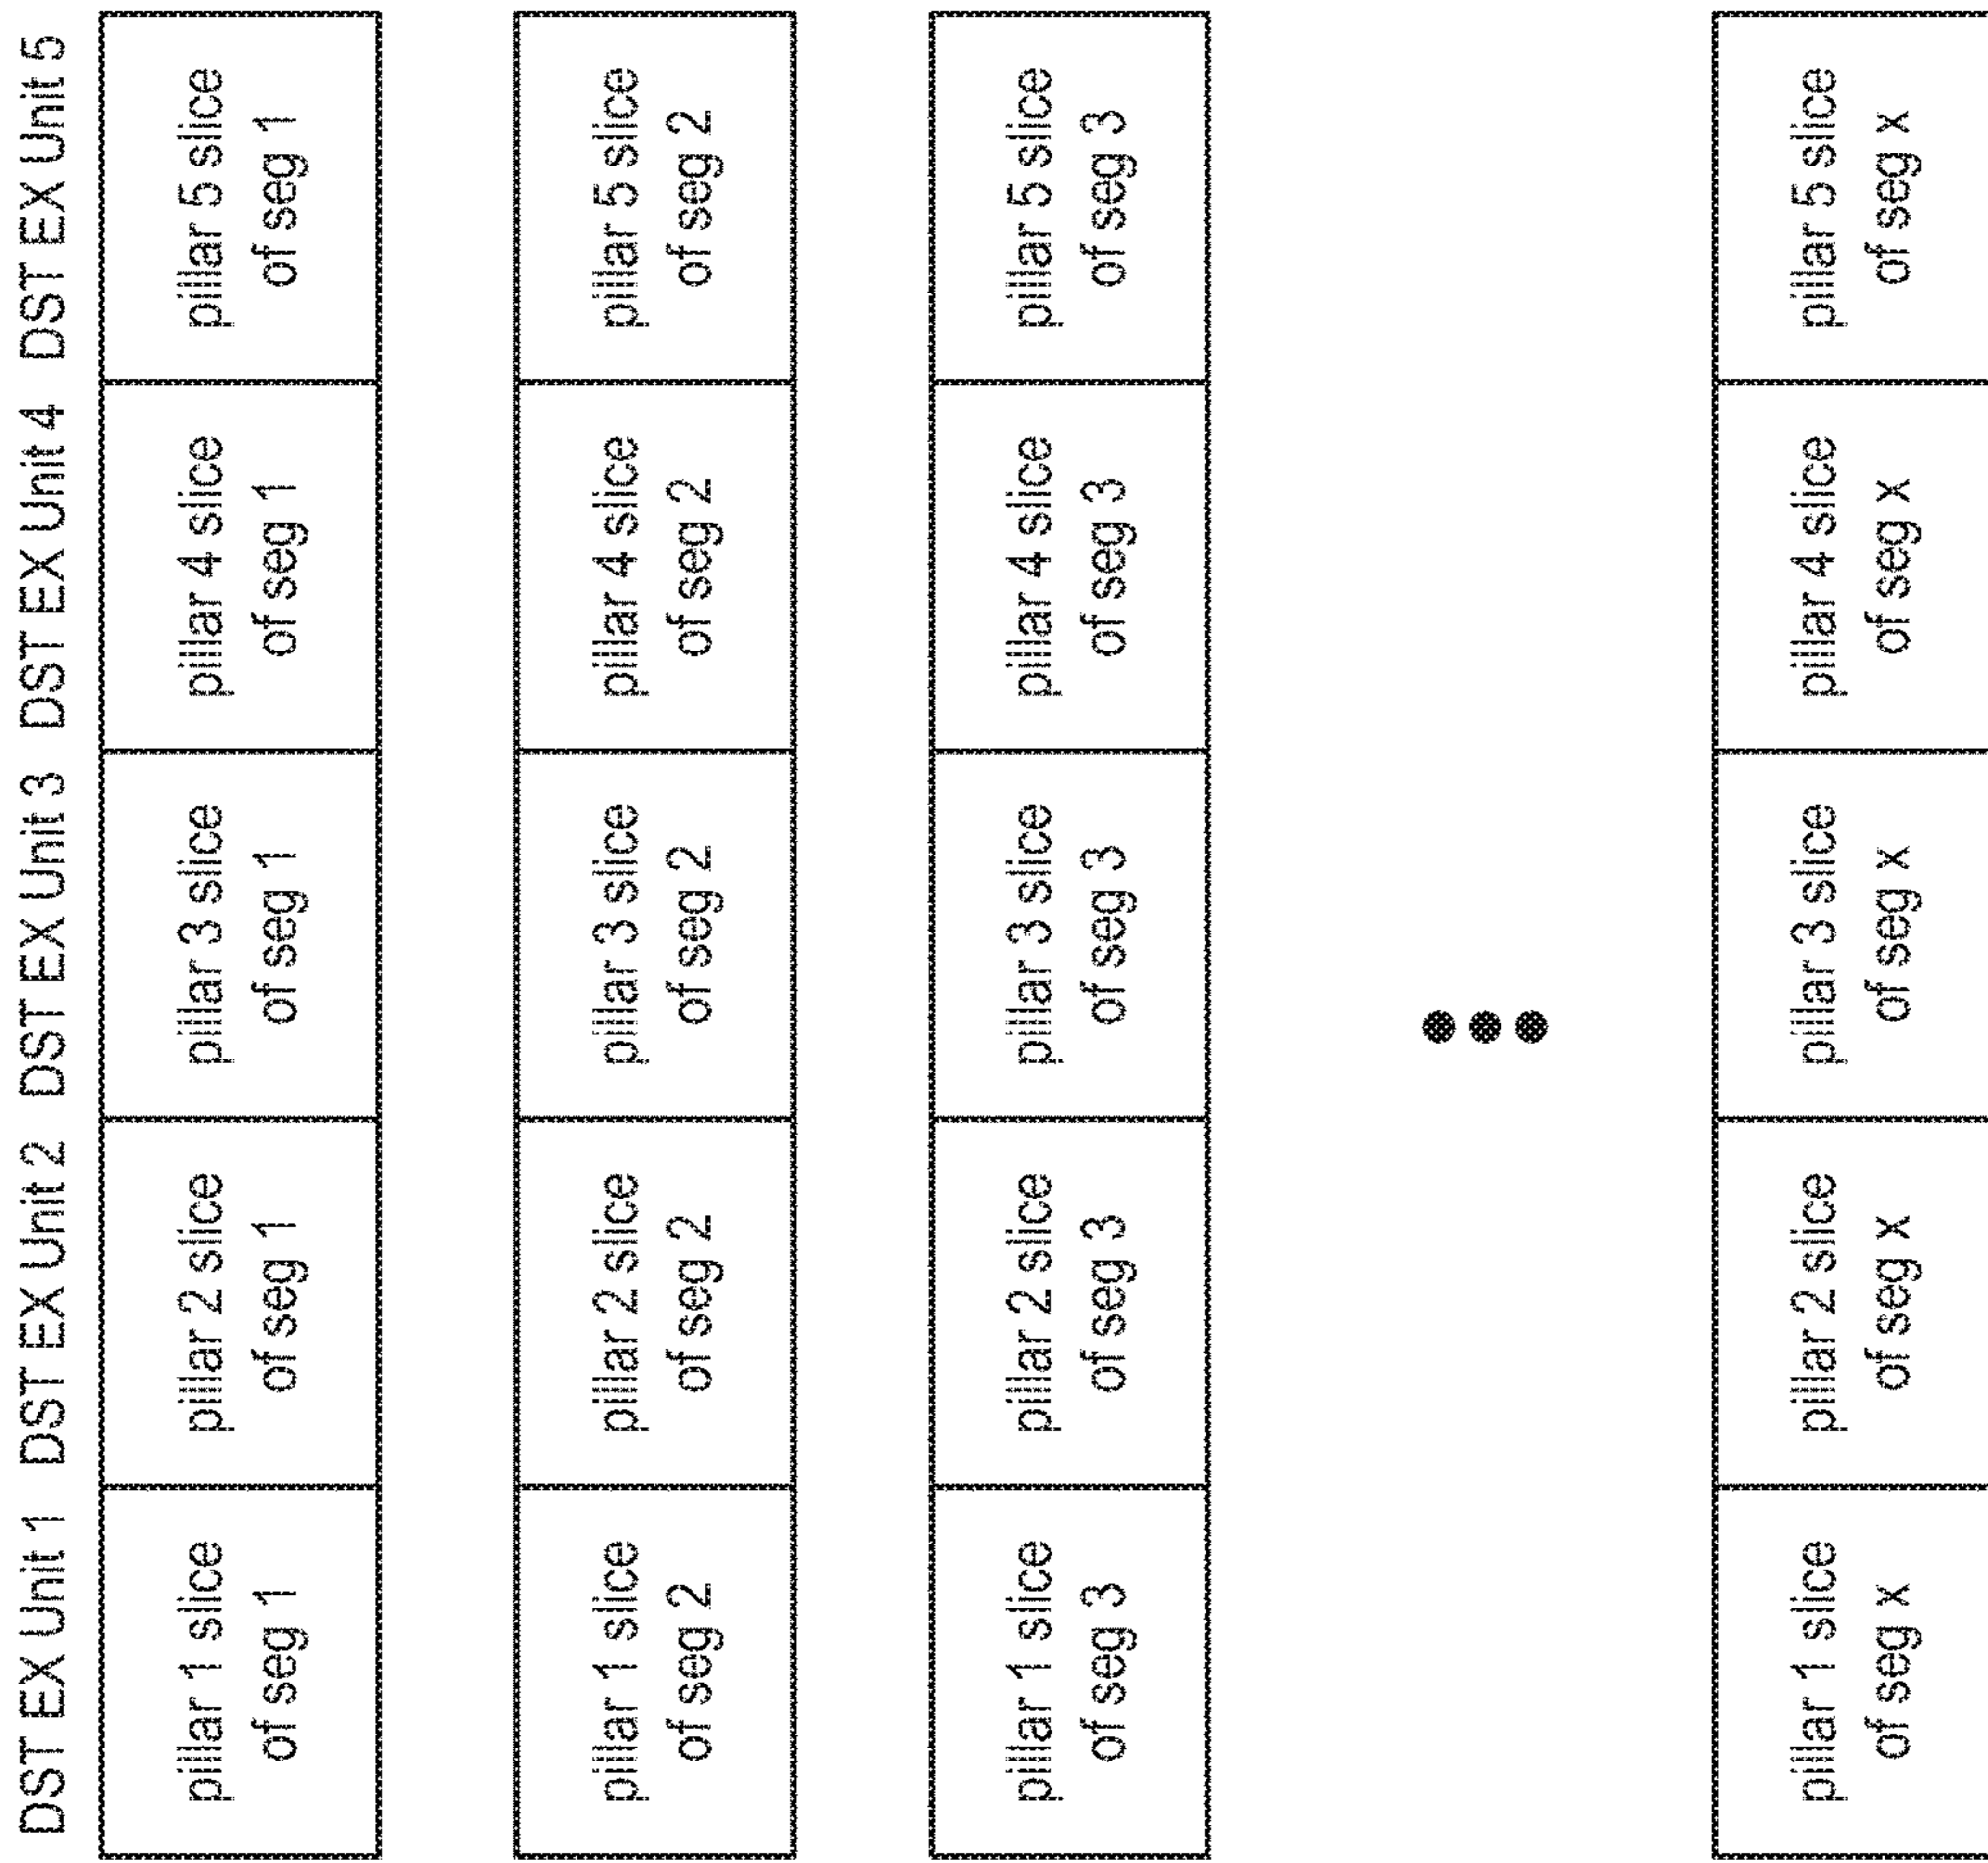 DST EX Unit 1 DST EX Unit 2 DST EX Unit 3 DST EX Unit 4 DST EX Unit 5
pillar 1 slice
of seg 1
pillar 2 slice
of seg 1
pillar 3 slice
of seg 1
pillar 4 slice
of seg 1
pillar 5 slice
of seg 1
pillar 1 slice
of seg 2
pillar 2 slice
of seg 2
pillar 3 slice
of seg 2
pillar 4 slice
of seg 2
pillar 5 slice
of seg 2
pillar 1 slice
of seg 3
pillar 2 slice
of seg 3
pillar 3 slice
of seg 3
pillar 4 slice
of seg 3
pillar 5 slice
of seg 3
pillar 1 slice
of seg x
pillar 2 slice
of seg x
pillar 3 slice
of seg x
pillar 4 slice
of seg x
pillar 5 slice
of seg x